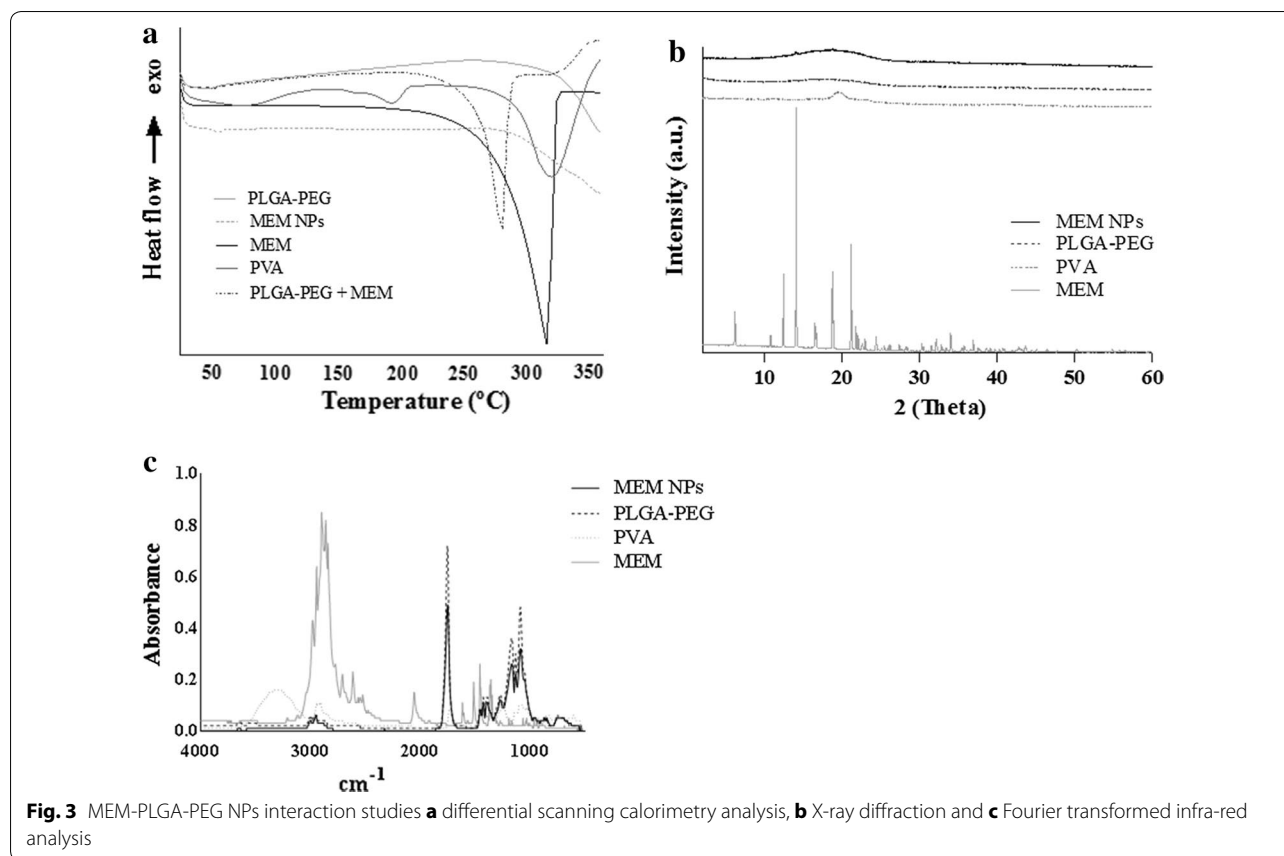 a
Heat flow → exo
PLGA-PEG
MEM NPs
MEM
PVA
PLGA-PEG + MEM
50 100 150 200 250 300 350
Temperature (°C)
b
Intensity (a.u.)
MEM NPs
PLGA-PEG
PVA
MEM
10 20 30 40 50 60
2 (Theta)
c
Absorbance
1.0
0.8
0.6
0.4
0.2
0.0
MEM NPs
PLGA-PEG
PVA
MEM
4000 3000 2000 1000
cm⁻¹
Fig. 3 MEM-PLGA-PEG NPs interaction studies a differential scanning calorimetry analysis, b X-ray diffraction and c Fourier transformed infra-red
analysis